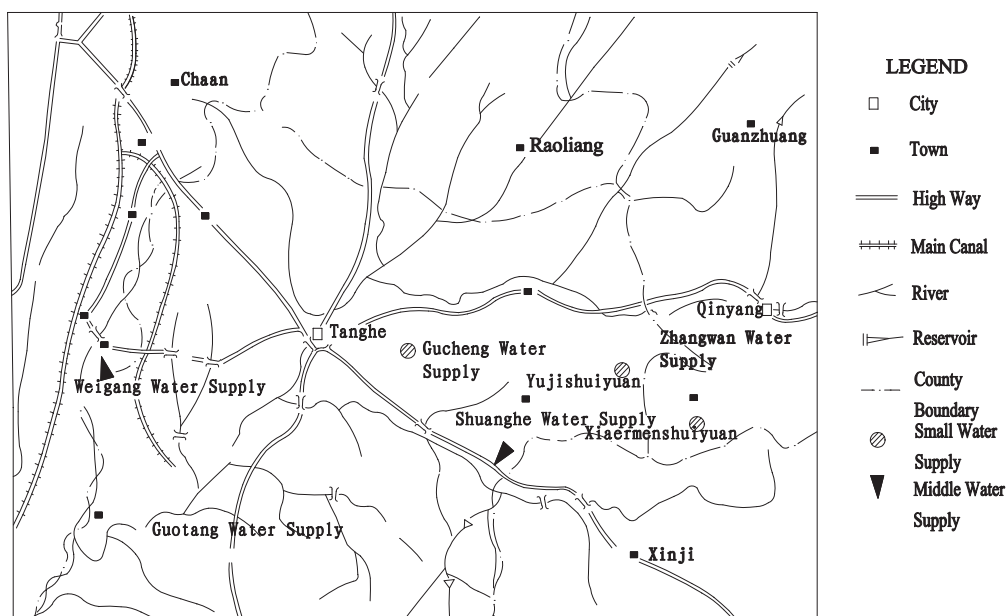 Chaan
Raoliang
Guanzhuang
Qinyang
Tanghe
Zhangwan Water
Supply
Gucheng Water
Supply
Yujishuiyuan
Weigang Water Supply
Shuanghe Water Supply
Xiaermenshuiyuan
Guotang Water Supply
Xinji
LEGEND
City
Town
High Way
Main Canal
River
Reservoir
County
Boundary
Small Water
Supply
Middle Water
Supply